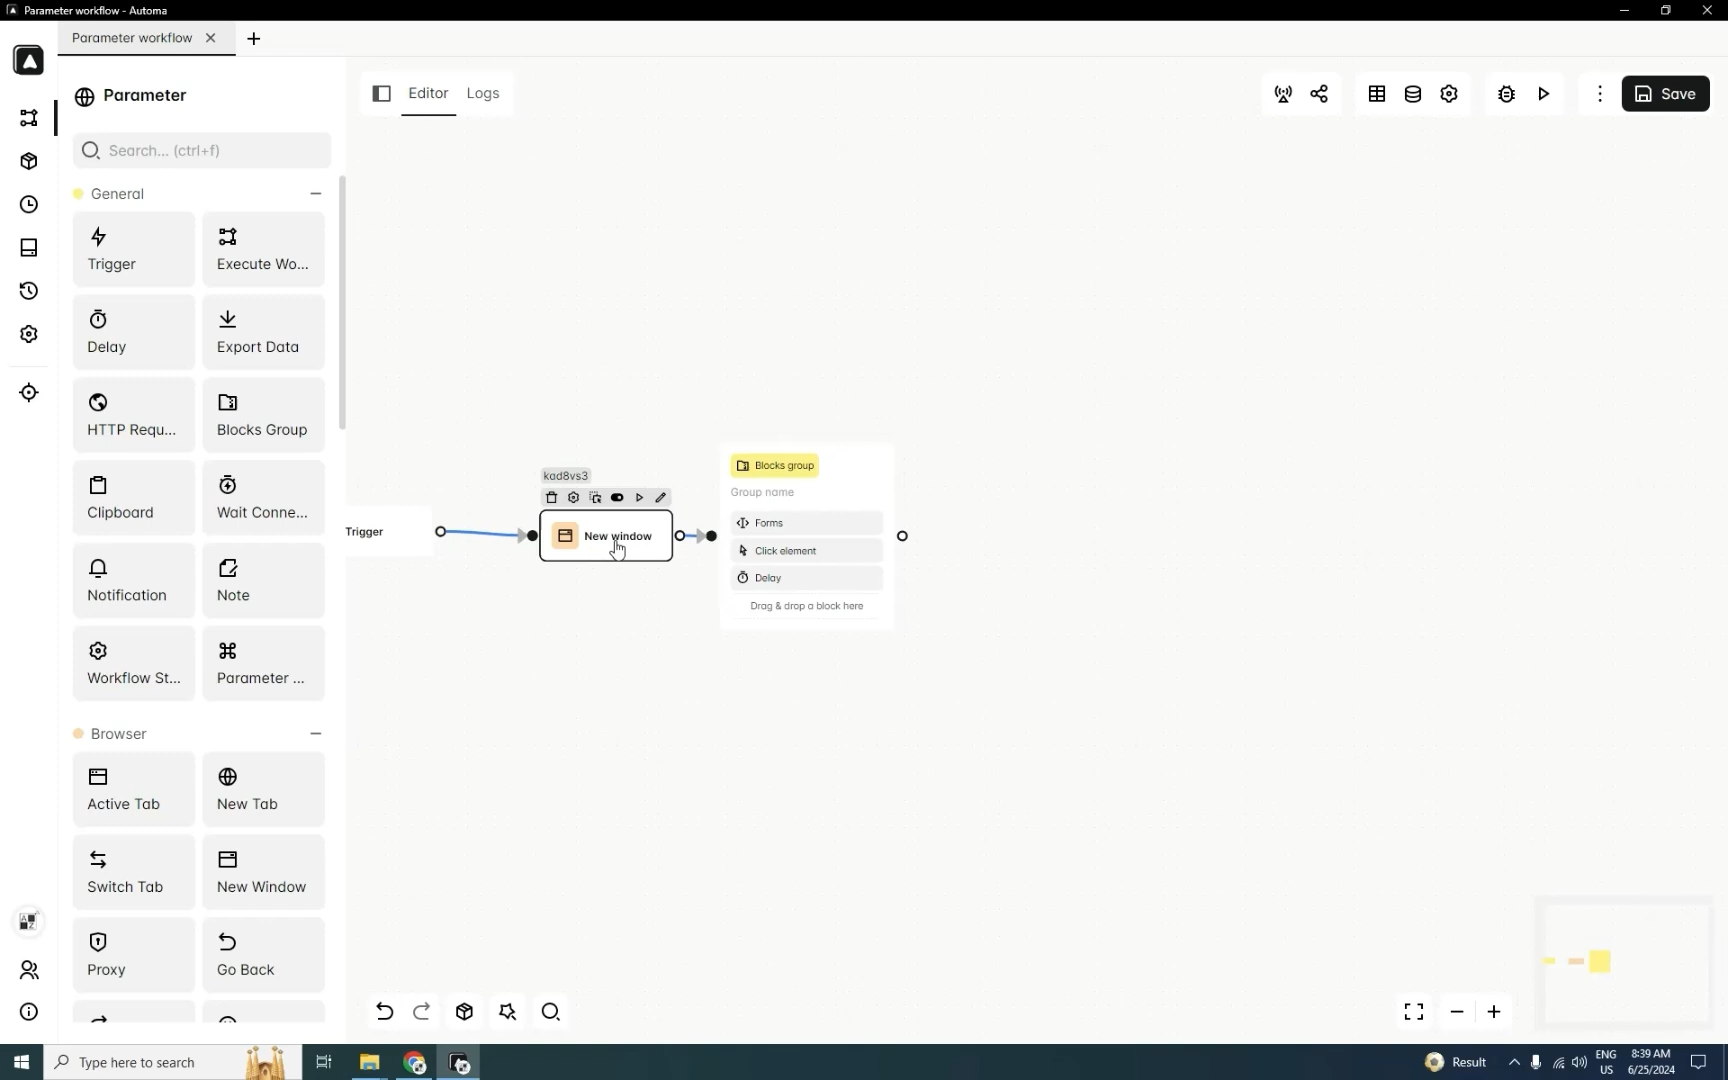 Parameter workflow - Automa
Parameter workflow
Parameter
Search... (ctrl+f)
General
Trigger
Execute Wo...
Delay
Export Data
HTTP Requ...
Blocks Group
Clipboard
Wait Conne...
Notification
Note
Workflow St...
Parameter ...
Browser
Active Tab
New Tab
Switch Tab
New Window
Proxy
Go Back
Editor
Logs
Save
Trigger
kad8vs3
New window
Blocks group
Group name
Forms
Click element
Delay
Drag & drop a block here
Type here to search
Result
ENG
US
8:39 AM
6/25/2024